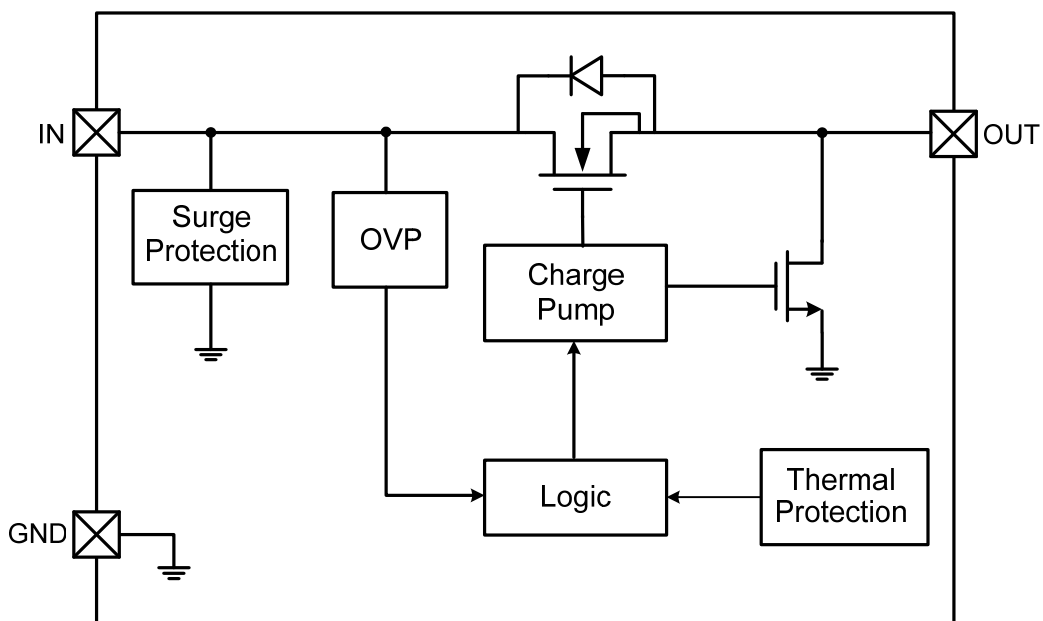 IN
OUT
Surge
Protection
OVP
Charge
Pump
Logic
Thermal
Protection
GND